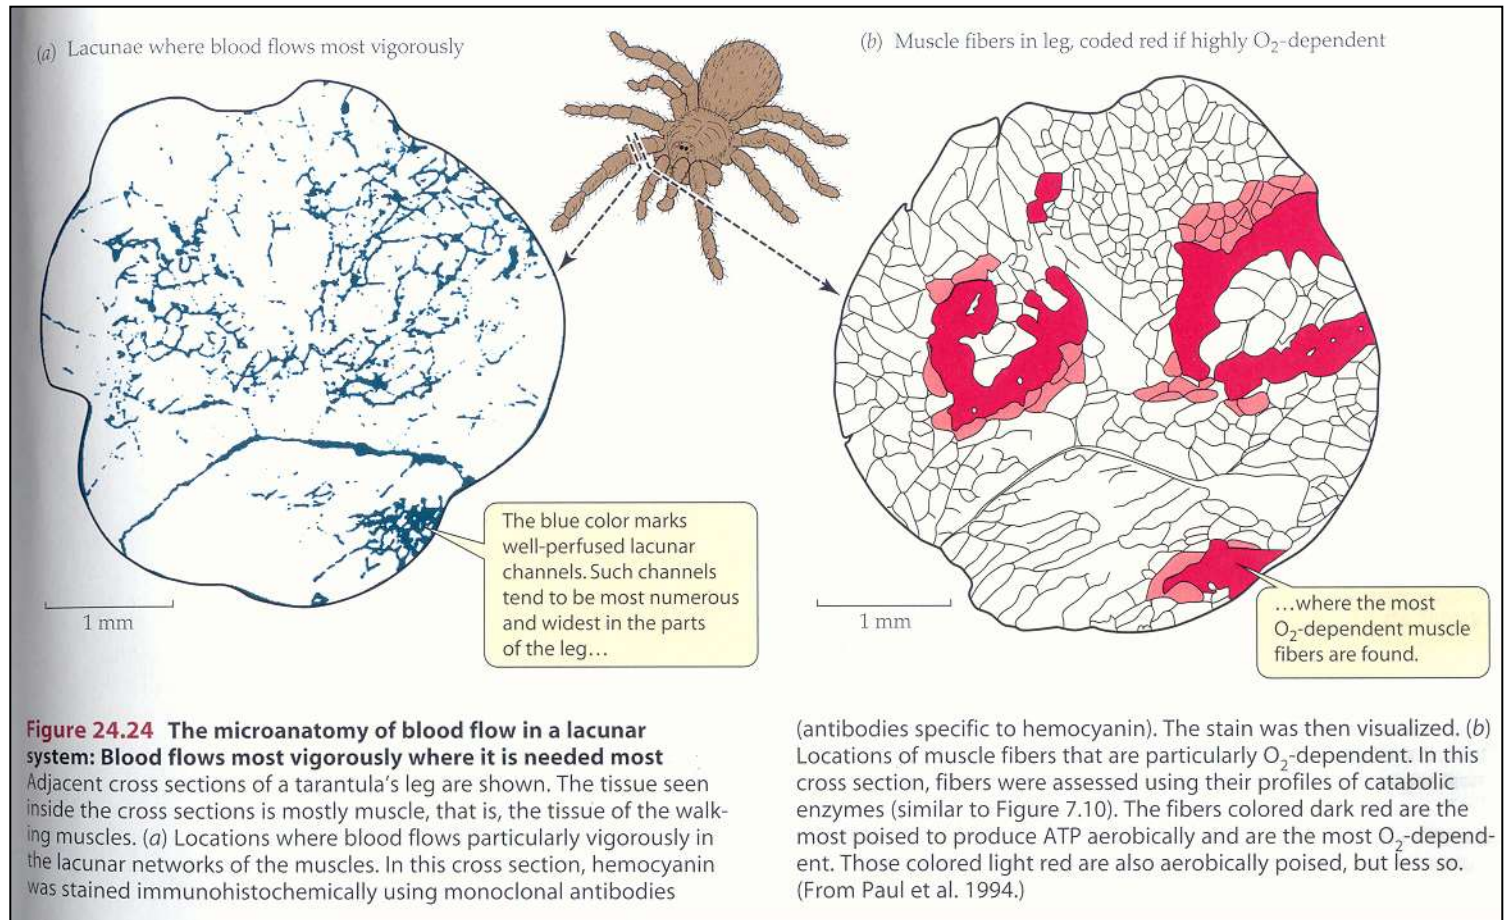 (a) Lacunae where blood flows most vigorously
(b) Muscle fibers in leg, coded red if highly O₂-dependent
The blue color marks
well-perfused lacunar
channels. Such channels
tend to be most numerous
and widest in the parts
of the leg…
1 mm
1 mm
…where the most
O₂-dependent muscle
fibers are found.
Figure 24.24 The microanatomy of blood flow in a lacunar
system: Blood flows most vigorously where it is needed most
Adjacent cross sections of a tarantula's leg are shown. The tissue seen
inside the cross sections is mostly muscle, that is, the tissue of the walk-
ing muscles. (a) Locations where blood flows particularly vigorously in
the lacunar networks of the muscles. In this cross section, hemocyanin
was stained immunohistochemically using monoclonal antibodies
(antibodies specific to hemocyanin). The stain was then visualized. (b)
Locations of muscle fibers that are particularly O₂-dependent. In this
cross section, fibers were assessed using their profiles of catabolic
enzymes (similar to Figure 7.10). The fibers colored dark red are the
most poised to produce ATP aerobically and are the most O₂-depend-
ent. Those colored light red are also aerobically poised, but less so.
(From Paul et al. 1994.)